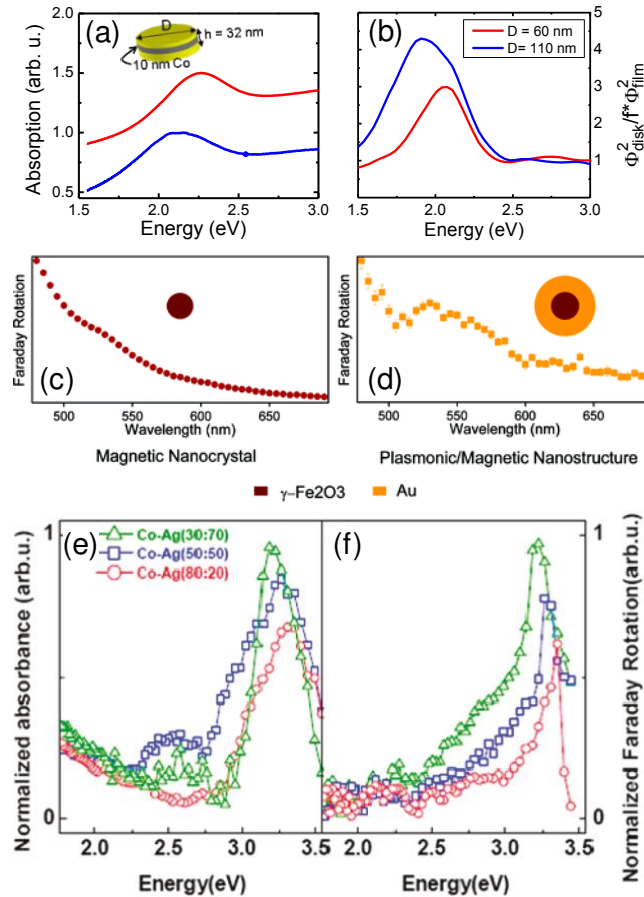 (a)
D
h = 32 nm
10 nm Co
Absorption (arb. u.)
2.0
1.5
1.0
0.5
1.5 2.0 2.5 3.0
Energy (eV)
(b)
D = 60 nm
D= 110 nm
5
4
3
2
1
Φ²disk/f*Φ²film
1.5 2.0 2.5 3.0
Energy (eV)
(c)
Faraday Rotation
500 550 600 650
Wavelength (nm)
Magnetic Nanocrystal
(d)
Faraday Rotation
500 550 600 650
Wavelength (nm)
Plasmonic/Magnetic Nanostructure
γ-Fe2O3 Au
(e)
Co-Ag(30:70)
Co-Ag(50:50)
Co-Ag(80:20)
Normalized absorbance (arb.u.)
1
0
2.0 2.5 3.0 3.5
Energy(eV)
(f)
1
0
2.0 2.5 3.0 3.5
Energy(eV)
Normalized Faraday Rotation(arb.u.)